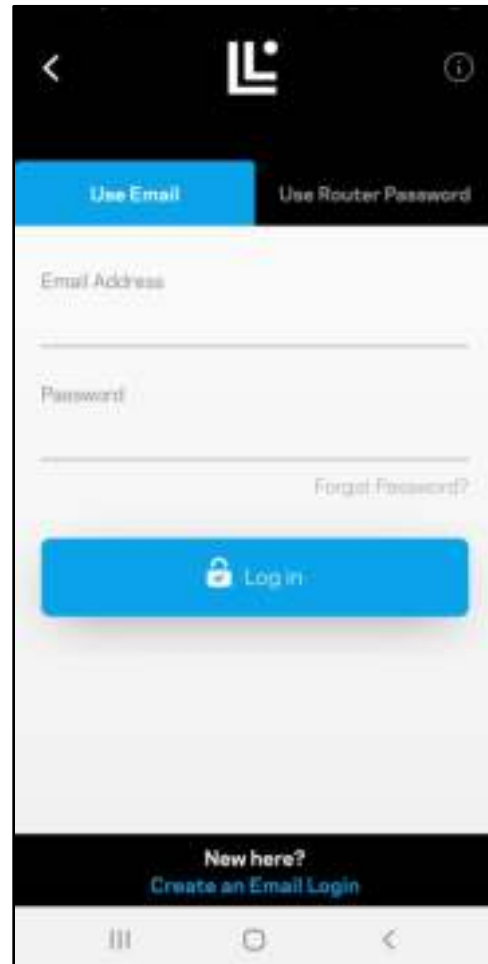 Use Email
Use Router Password
Email Address
Password
Forgot Password?
Log in
New here?
Create an Email Login